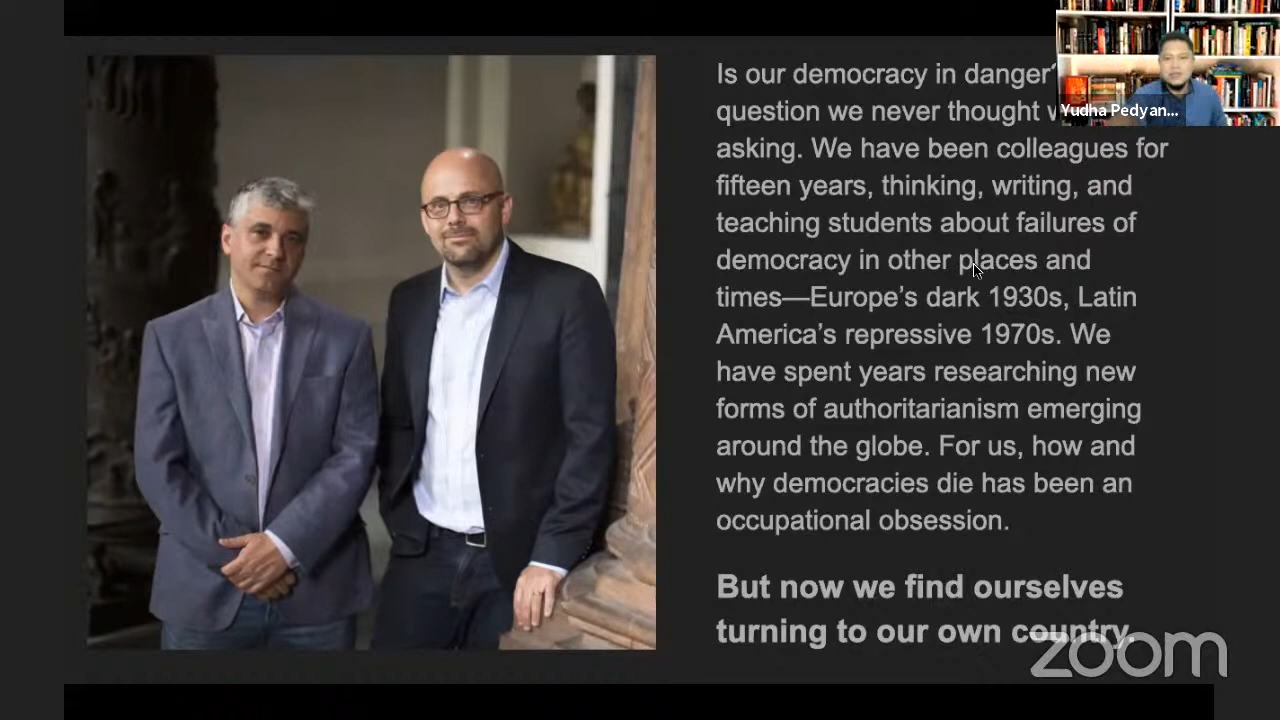 Is our democracy in danger?
question we never thought
asking. We have been colleagues for
fifteen years, thinking, writing, and
teaching students about failures of
democracy in other places and
times—Europe’s dark 1930s, Latin
America’s repressive 1970s. We
have spent years researching new
forms of authoritarianism emerging
around the globe. For us, how and
why democracies die has been an
occupational obsession.
But now we find ourselves
turning to our own country.
Yudha Pedyan...
zoom